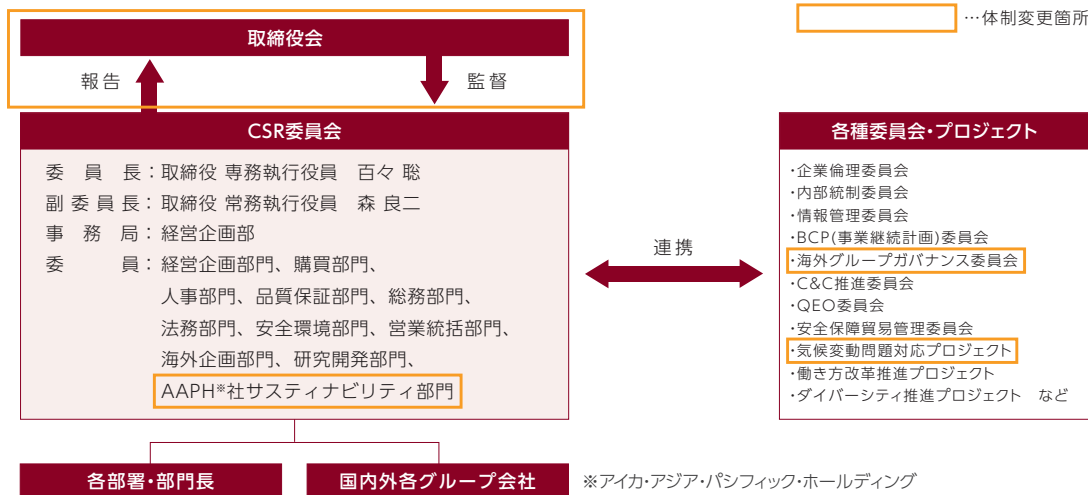 …体制変更箇所
取締役会
報告
監督
CSR委員会
委員長：取締役 専務執行役員 百々 聡
副委員長：取締役 常務執行役員 森 良二
事務局：経営企画部
委員：経営企画部門、購買部門、
人事部門、品質保証部門、総務部門、
法務部門、安全環境部門、営業統括部門、
海外企画部門、研究開発部門、
AAPH※社サスティナビリティ部門
連携
各種委員会・プロジェクト
・企業倫理委員会
・内部統制委員会
・情報管理委員会
・BCP(事業継続計画)委員会
・海外グループガバナンス委員会
・C&C推進委員会
・QEO委員会
・安全保障貿易管理委員会
・気候変動問題対応プロジェクト
・働き方改革推進プロジェクト
・ダイバーシティ推進プロジェクト など
各部署・部門長
国内外各グループ会社
※アイカ・アジア・パシフィック・ホールディング